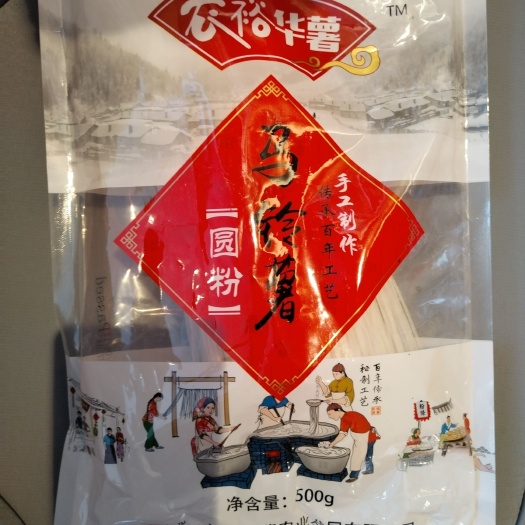 农裕华薯
TM
马铃薯
【圆粉】
手工制作
传承百年工艺
百年传承
秘制工艺
净含量: 500g